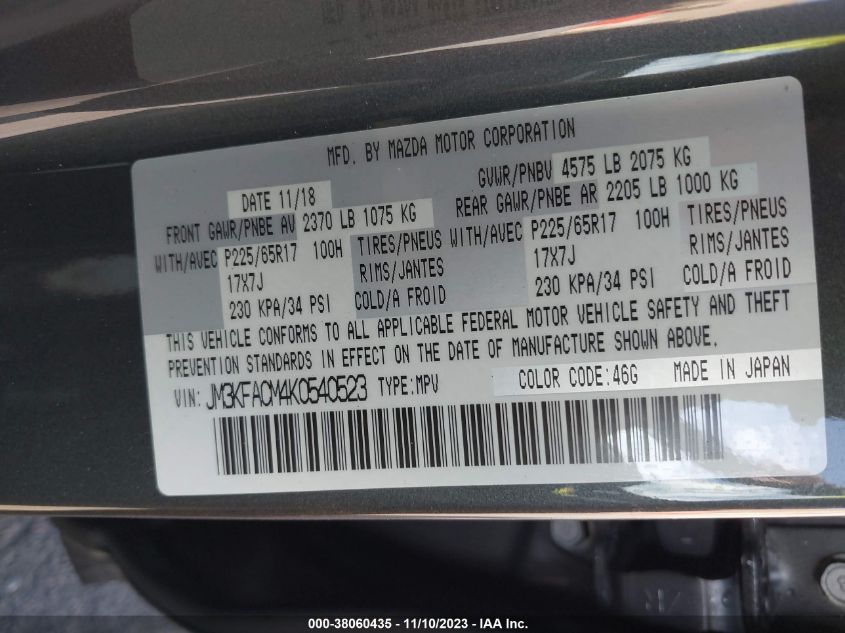 MFD. BY MAZDA MOTOR CORPORATION
DATE 11/18 GVWR/PNBV 4575 LB 2075 KG
FRONT GAWR/PNBE AV 2370 LB 1075 KG REAR GAWR/PNBE AR 2205 LB 1000 KG
WITH/AVEC P225/65R17 100H TIRES/PNEUS WITH/AVEC P225/65R17 100H TIRES/PNEUS
17X7J RIMS/JANTES 17X7J RIMS/JANTES
230 KPA/34 PSI COLD/A FROID 230 KPA/34 PSI COLD/A FROID
THIS VEHICLE CONFORMS TO ALL APPLICABLE FEDERAL MOTOR VEHICLE SAFETY AND THEFT
PREVENTION STANDARDS IN EFFECT ON THE DATE OF MANUFACTURE SHOWN ABOVE.
VIN: JM3KFACM4K0540523 TYPE:MPV COLOR CODE:46G MADE IN JAPAN
000-38060435 - 11/10/2023 - IAA Inc.